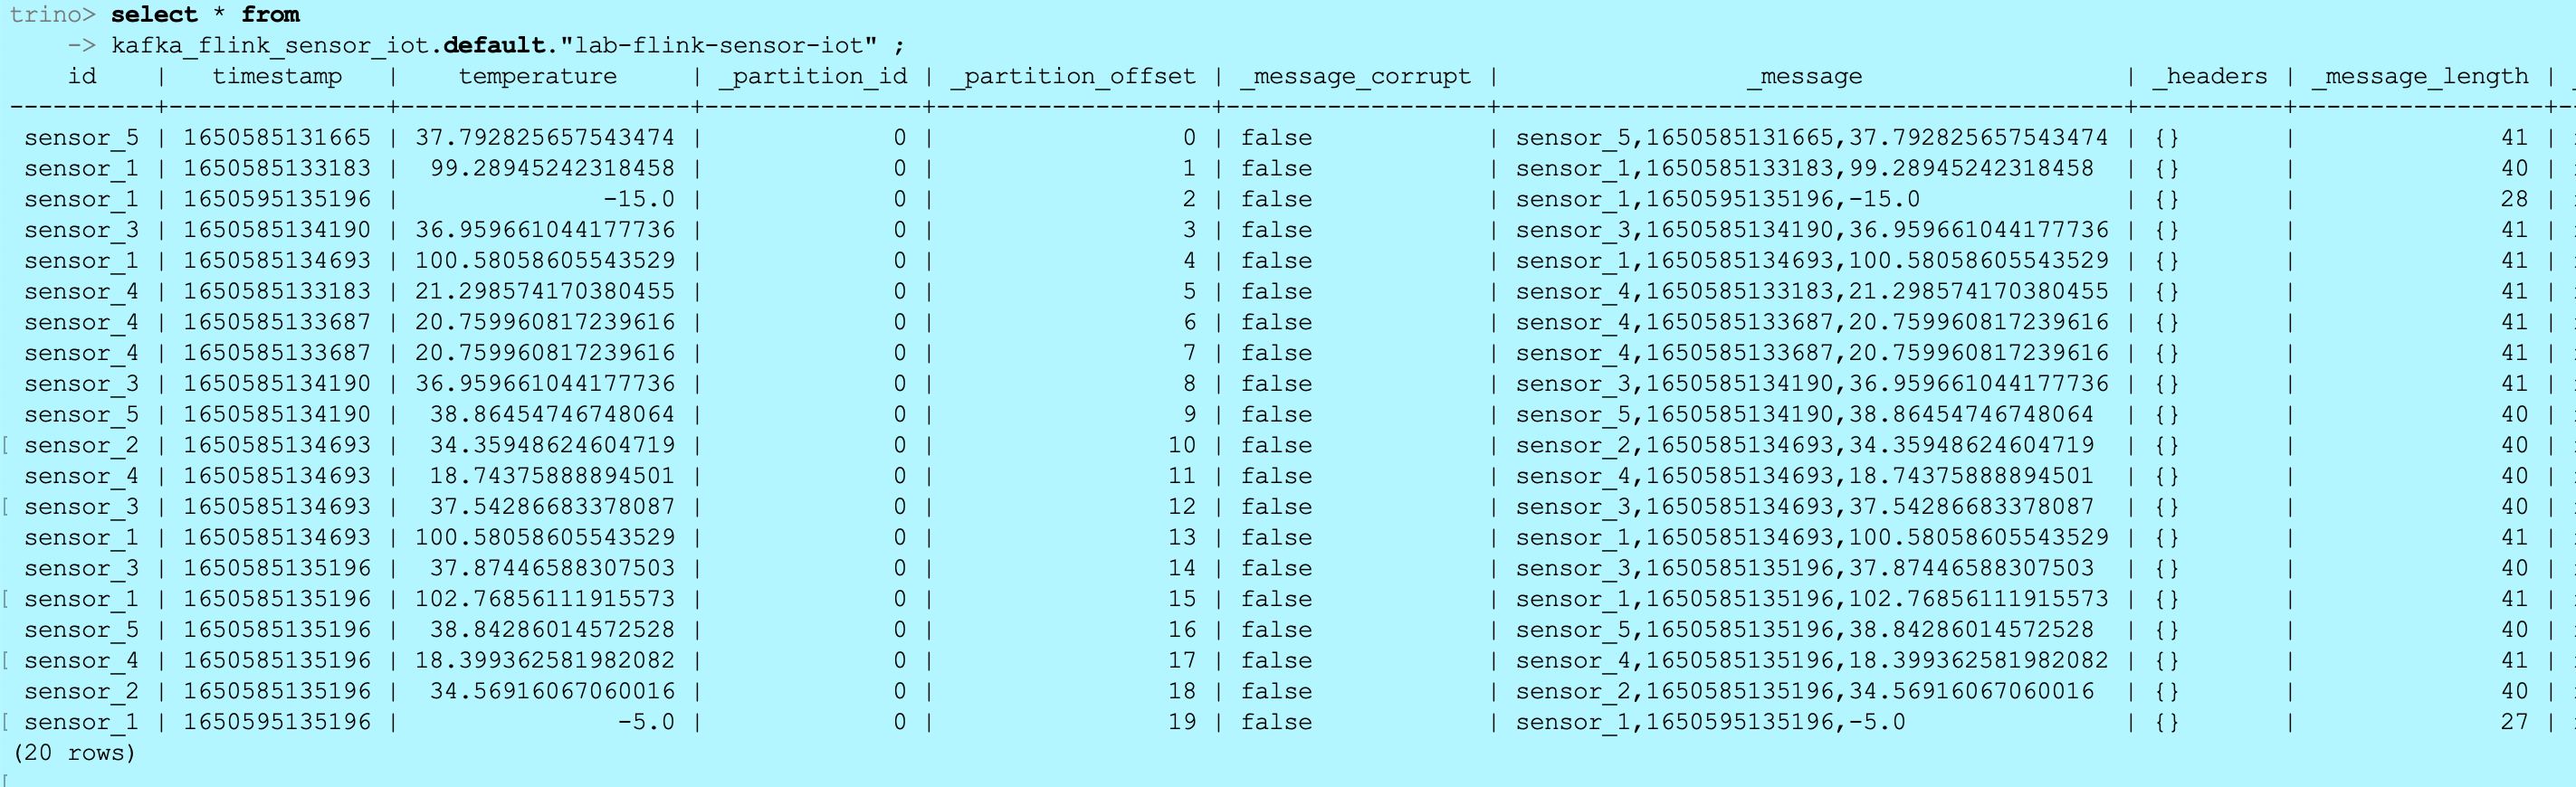 trino> select * from
    -> kafka_flink_sensor_iot.default."lab-flink-sensor-iot" ;
    id    |   timestamp   |    temperature     | _partition_id | _partition_offset | _message_corrupt |                 _message                  | _headers | _message_length |
----------+---------------+--------------------+---------------+-------------------+------------------+-------------------------------------------+----------+-----------------+-
 sensor_5 | 1650585131665 | 37.792825657543474 |             0 |                 0 | false            | sensor_5,1650585131665,37.792825657543474 | {}       |              41 |
 sensor_1 | 1650585133183 |  99.28945242318458 |             0 |                 1 | false            | sensor_1,1650585133183,99.28945242318458  | {}       |              40 |
 sensor_1 | 1650595135196 |              -15.0 |             0 |                 2 | false            | sensor_1,1650595135196,-15.0              | {}       |              28 |
 sensor_3 | 1650585134190 | 36.959661044177736 |             0 |                 3 | false            | sensor_3,1650585134190,36.959661044177736 | {}       |              41 |
 sensor_1 | 1650585134693 | 100.58058605543529 |             0 |                 4 | false            | sensor_1,1650585134693,100.58058605543529 | {}       |              41 |
 sensor_4 | 1650585133183 | 21.298574170380455 |             0 |                 5 | false            | sensor_4,1650585133183,21.298574170380455 | {}       |              41 |
 sensor_4 | 1650585133687 | 20.759960817239616 |             0 |                 6 | false            | sensor_4,1650585133687,20.759960817239616 | {}       |              41 |
 sensor_4 | 1650585133687 | 20.759960817239616 |             0 |                 7 | false            | sensor_4,1650585133687,20.759960817239616 | {}       |              41 |
 sensor_3 | 1650585134190 | 36.959661044177736 |             0 |                 8 | false            | sensor_3,1650585134190,36.959661044177736 | {}       |              41 |
 sensor_5 | 1650585134190 |  38.86454746748064 |             0 |                 9 | false            | sensor_5,1650585134190,38.86454746748064  | {}       |              40 |
[ sensor_2 | 1650585134693 |  34.35948624604719 |             0 |                10 | false            | sensor_2,1650585134693,34.35948624604719  | {}       |              40 |
 sensor_4 | 1650585134693 |  18.74375888894501 |             0 |                11 | false            | sensor_4,1650585134693,18.74375888894501  | {}       |              40 |
[ sensor_3 | 1650585134693 |  37.54286683378087 |             0 |                12 | false            | sensor_3,1650585134693,37.54286683378087  | {}       |              40 |
 sensor_1 | 1650585134693 | 100.58058605543529 |             0 |                13 | false            | sensor_1,1650585134693,100.58058605543529 | {}       |              41 |
 sensor_3 | 1650585135196 |  37.87446588307503 |             0 |                14 | false            | sensor_3,1650585135196,37.87446588307503  | {}       |              40 |
[ sensor_1 | 1650585135196 | 102.76856111915573 |             0 |                15 | false            | sensor_1,1650585135196,102.76856111915573 | {}       |              41 |
 sensor_5 | 1650585135196 |  38.84286014572528 |             0 |                16 | false            | sensor_5,1650585135196,38.84286014572528  | {}       |              40 |
[ sensor_4 | 1650585135196 | 18.399362581982082 |             0 |                17 | false            | sensor_4,1650585135196,18.399362581982082 | {}       |              41 |
 sensor_2 | 1650585135196 |  34.56916067060016 |             0 |                18 | false            | sensor_2,1650585135196,34.56916067060016  | {}       |              40 |
[ sensor_1 | 1650595135196 |               -5.0 |             0 |                19 | false            | sensor_1,1650595135196,-5.0               | {}       |              27 |
(20 rows)
[